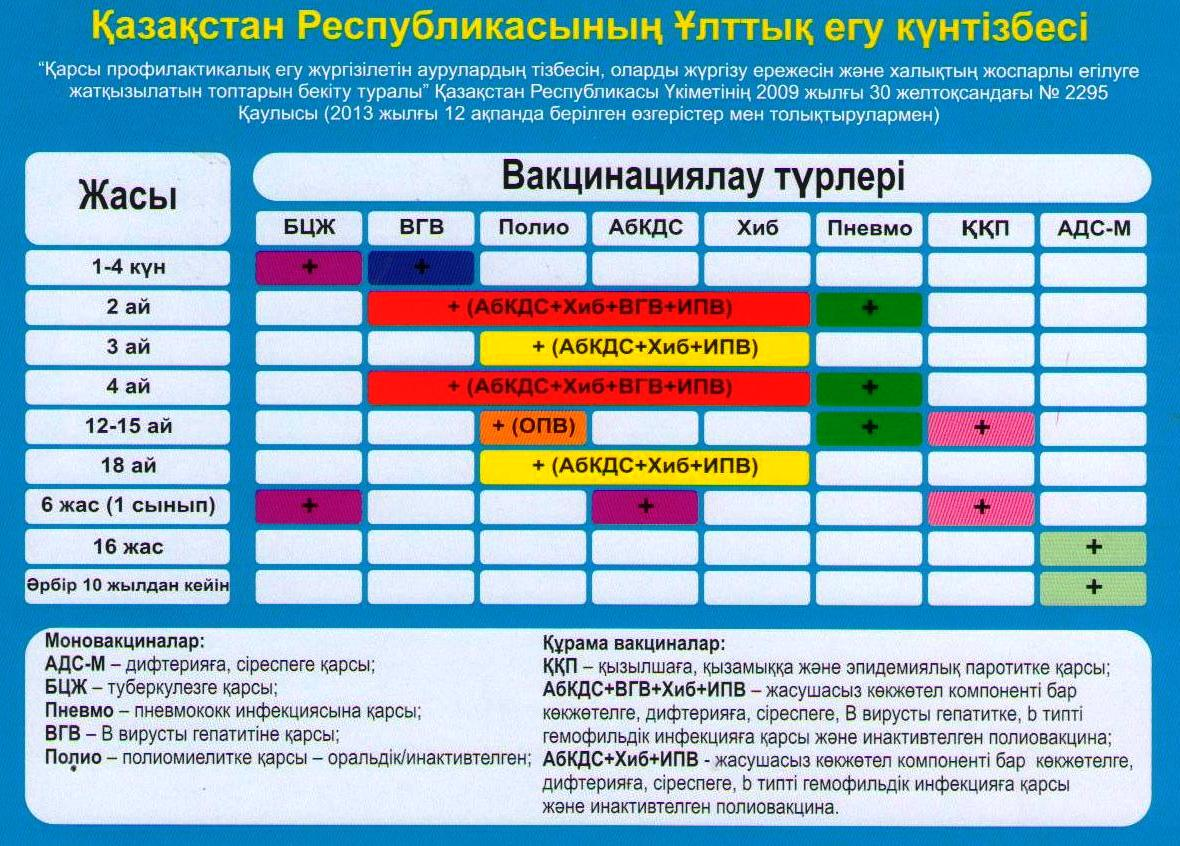 Қазақстан Республикасының Ұлттық егу күнтізбесі
“Қарсы профилактикалық егу жүргізілетін аурулардың тізбесін, оларды жүргізу ережесін және халықтың жоспарлы егілуге
жатқызылатын топтарын бекіту туралы” Қазақстан Республикасы Үкіметінің 2009 жылғы 30 желтоқсандағы № 2295
Қаулысы (2013 жылғы 12 ақпанда берілген өзгерістер мен толықтырулармен)
Жасы
Вакцинациялау түрлері
БЦЖ ВГВ Полио АбКДС Хиб Пневмо ҚҚП АДС-М
1-4 күн + +
2 ай + (АбКДС+Хиб+ВГВ+ИПВ) +
3 ай + (АбКДС+Хиб+ИПВ)
4 ай + (АбКДС+Хиб+ВГВ+ИПВ) +
12-15 ай + (ОПВ) + +
18 ай + (АбКДС+Хиб+ИПВ)
6 жас (1 сынып) + + +
16 жас +
Әрбір 10 жылдан кейін +
Моновакциналар:
АДС-М – дифтерияға, сіреспеге қарсы;
БЦЖ – туберкулезге қарсы;
Пневмо – пневмококк инфекциясына қарсы;
ВГВ – В вирусты гепатитіне қарсы;
Полио – полиомиелитке қарсы – оральдік/инактивтелген;
Құрама вакциналар:
ҚҚП – қызылшаға, қызамыққа және эпидемиялық паротитке қарсы;
АбКДС+ВГВ+Хиб+ИПВ – жасушасыз көкжөтел компоненті бар
көкжөтелге, дифтерияға, сіреспеге, В вирусты гепатитке, b типті
гемофильдік инфекцияға қарсы және инактивтелген полиовакцина;
АбКДС+Хиб+ИПВ - жасушасыз көкжөтел компоненті бар көкжөтелге,
дифтерияға, сіреспеге, b типті гемофильдік инфекцияға қарсы
және инактивтелген полиовакцина.